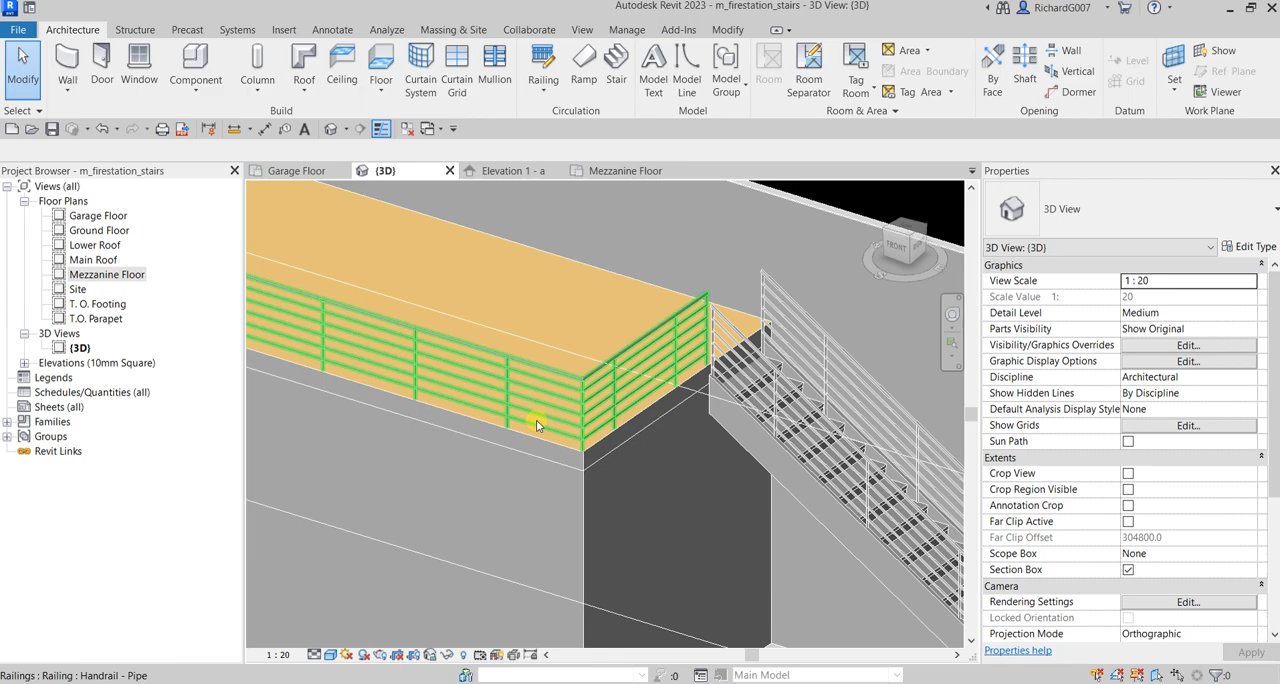 Autodesk Revit 2023 - m_firestation_stairs - 3D View: {3D}
RichardG007
File Architecture Structure Precast Systems Insert Annotate Analyze Massing & Site Collaborate View Manage Add-Ins Modify
Modify Wall Door Window Component Column Roof Ceiling Floor Curtain System Curtain Grid Mullion Railing Ramp Stair Model Text Model Line Model Group Room Room Separator Tag Room Area Area Boundary Tag Area By Face Shaft Wall Vertical Dormer Level Grid Set Show Ref Plane Viewer
Select Build Circulation Model Room & Area Opening Datum Work Plane
Project Browser - m_firestation_stairs
Garage Floor {3D} Elevation 1 - a Mezzanine Floor
Views (all)
Floor Plans
Garage Floor
Ground Floor
Lower Roof
Main Roof
Mezzanine Floor
Site
T. O. Footing
T.O. Parapet
3D Views
{3D}
Elevations (10mm Square)
Legends
Schedules/Quantities (all)
Sheets (all)
Families
Groups
Revit Links
FRONT
Properties
3D View
3D View: {3D} Edit Type
Graphics
View Scale 1 : 20
Scale Value 1: 20
Detail Level Medium
Parts Visibility Show Original
Visibility/Graphics Overrides Edit...
Graphic Display Options Edit...
Discipline Architectural
Show Hidden Lines By Discipline
Default Analysis Display Style None
Show Grids Edit...
Sun Path
Extents
Crop View
Crop Region Visible
Annotation Crop
Far Clip Active
Far Clip Offset 304800.0
Scope Box None
Section Box
Camera
Rendering Settings Edit...
Locked Orientation
Projection Mode Orthographic
Properties help Apply
1 : 20
Railings : Railing : Handrail - Pipe
:0
Main Model
:0